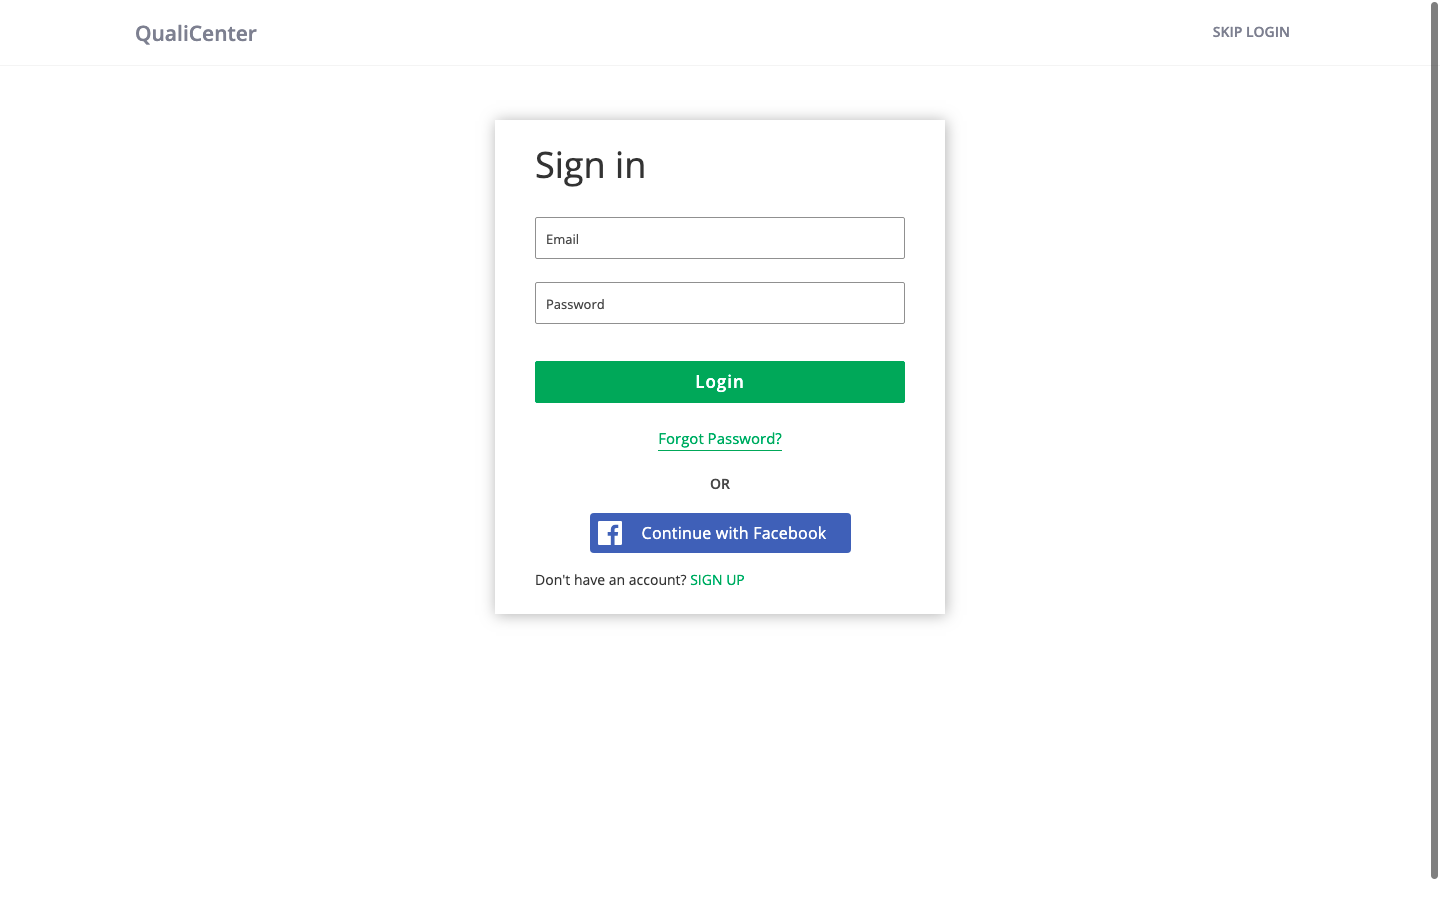 QualiCenter
SKIP LOGIN
Sign in
Email
Password
Login
Forgot Password?
OR
Continue with Facebook
Don't have an account? SIGN UP